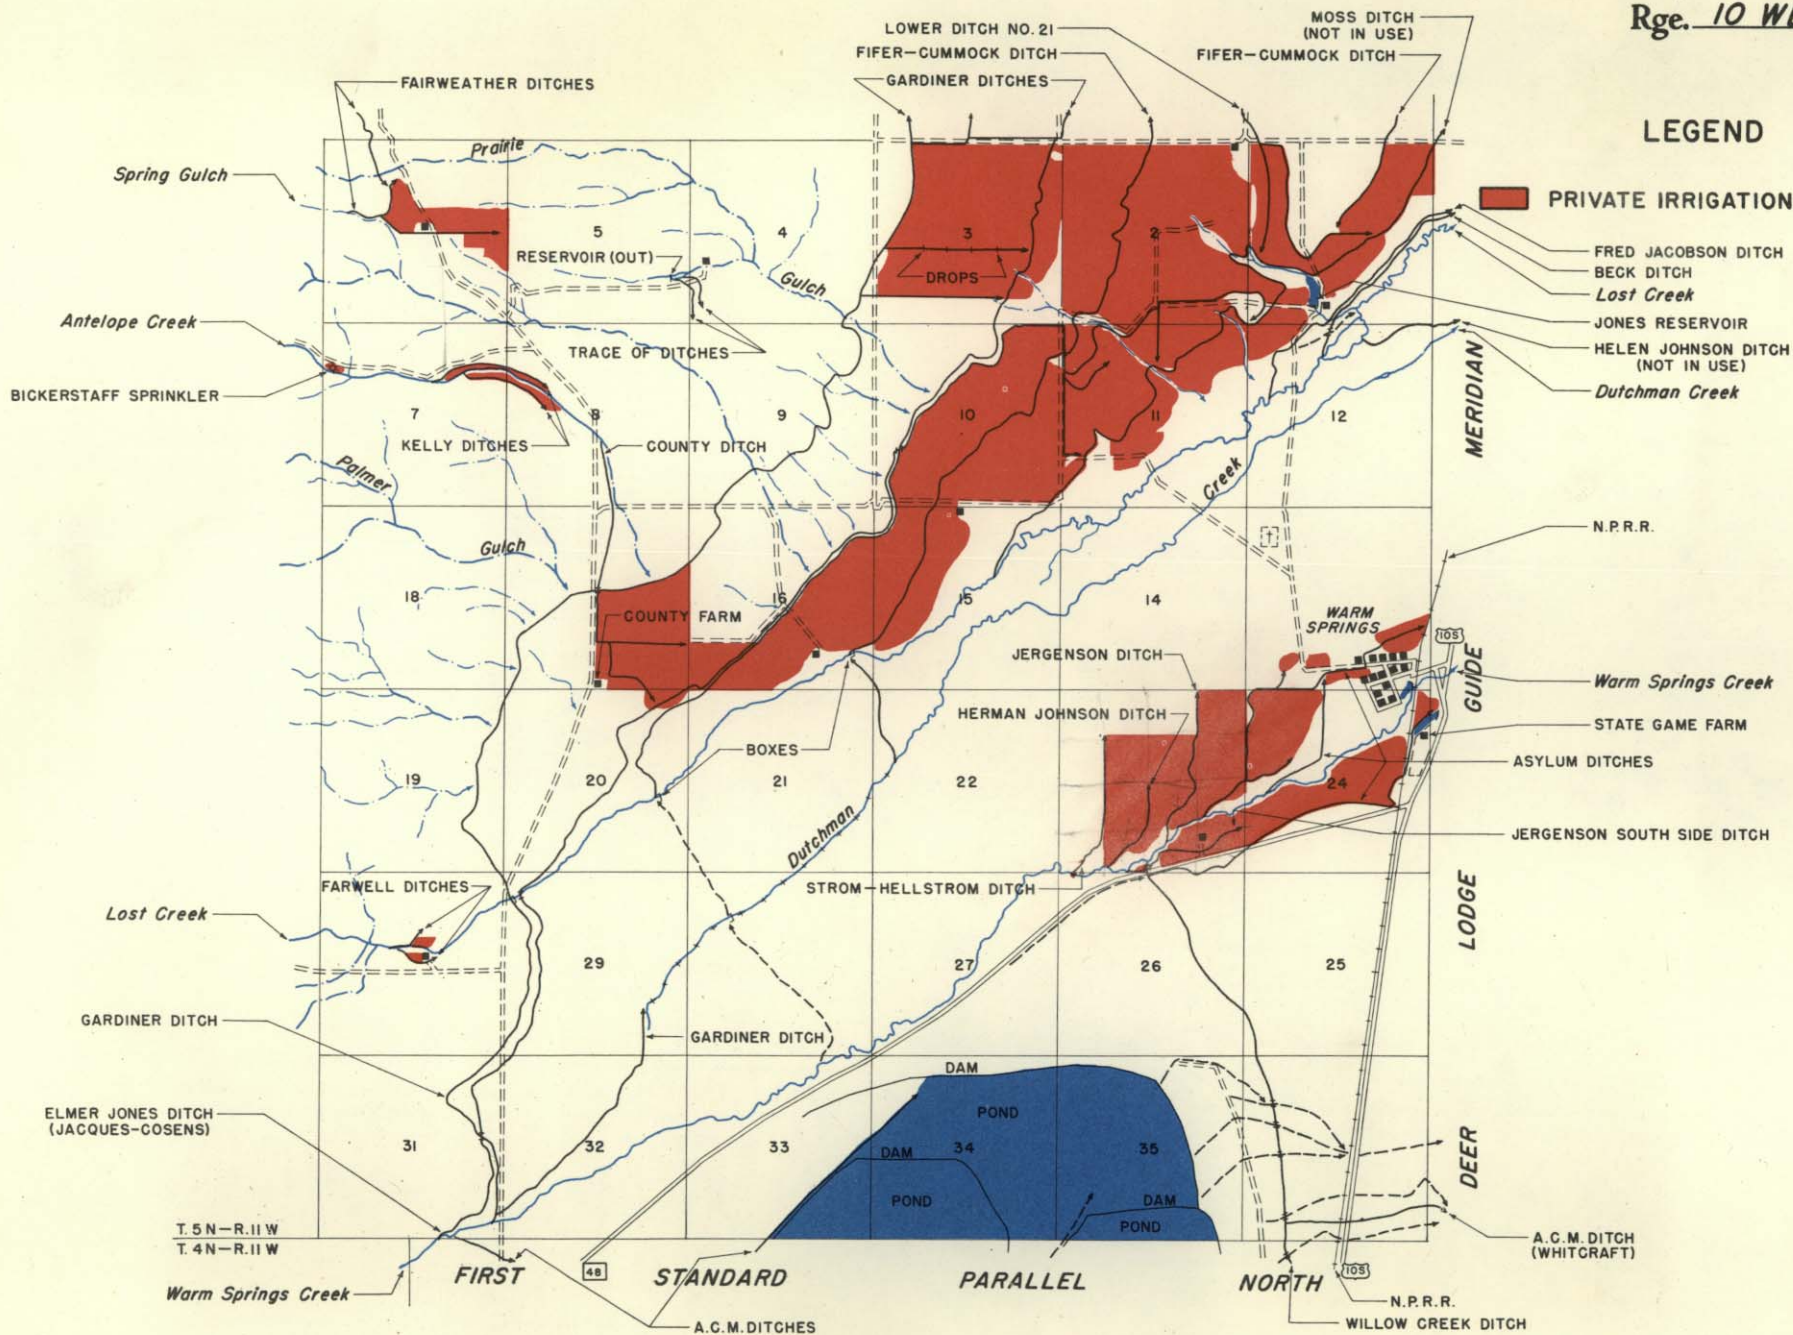 Rge. 10 W
LOWER DITCH NO. 21
MOSS DITCH
(NOT IN USE)
FIFER-CUMMOCK DITCH
FIFER-CUMMOCK DITCH
FAIRWEATHER DITCHES
GARDINER DITCHES
LEGEND
PRIVATE IRRIGATION
Prairie
Spring Gulch
5
4
3
2
RESERVOIR (OUT)
Gulch
DROPS
FRED JACOBSON DITCH
BECK DITCH
Lost Creek
Antelope Creek
JONES RESERVOIR
TRACE OF DITCHES
HELEN JOHNSON DITCH
(NOT IN USE)
BICKERSTAFF SPRINKLER
Dutchman Creek
7
8
9
10
11
12
MERIDIAN
KELLY DITCHES
COUNTY DITCH
Palmer
Creek
N.P.R.R.
Gulch
18
16
15
14
COUNTY FARM
WARM
SPRINGS
10S
JERGENSON DITCH
GUIDE
Warm Springs Creek
HERMAN JOHNSON DITCH
STATE GAME FARM
BOXES
ASYLUM DITCHES
19
20
21
22
24
Dutchman
JERGENSON SOUTH SIDE DITCH
FARWELL DITCHES
STROM-HELLSTROM DITCH
LODGE
Lost Creek
29
27
26
25
GARDINER DITCH
GARDINER DITCH
DAM
POND
ELMER JONES DITCH
(JACQUES-COSENS)
31
32
33
34
35
DEER
DAM
POND
DAM
POND
T. 5 N-R. 11 W
T. 4 N-R. 11 W
A.C.M. DITCH
(WHITCRAFT)
FIRST
48
STANDARD
PARALLEL
NORTH
10S
Warm Springs Creek
N.P.R.R.
A.C.M. DITCHES
WILLOW CREEK DITCH